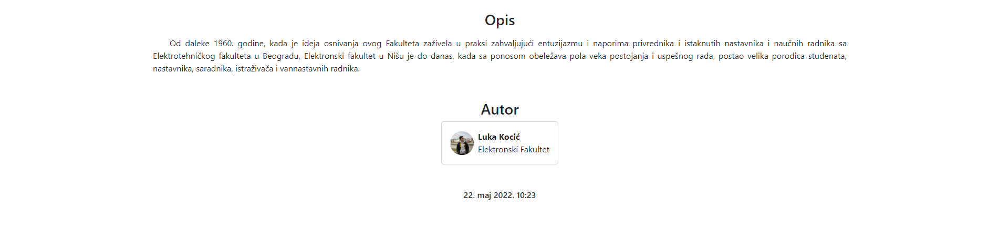 Opis
Od daleke 1960. godine, kada je ideja osnivanja ovog Fakulteta zaživela u praksi zahvaljujući entuzijazmu i naporima privrednika i istaknutih nastavnika i naučnih radnika sa
Elektrotehničkog fakulteta u Beogradu, Elektronski fakultet u Nišu je do danas, kada sa ponosom obeležava pola veka postojanja i uspešnog rada, postao velika porodica studenata,
nastavnika, saradnika, istraživača i vannastavnih radnika.
Autor
Luka Kocić
Elektronski Fakultet
22. maj 2022. 10:23